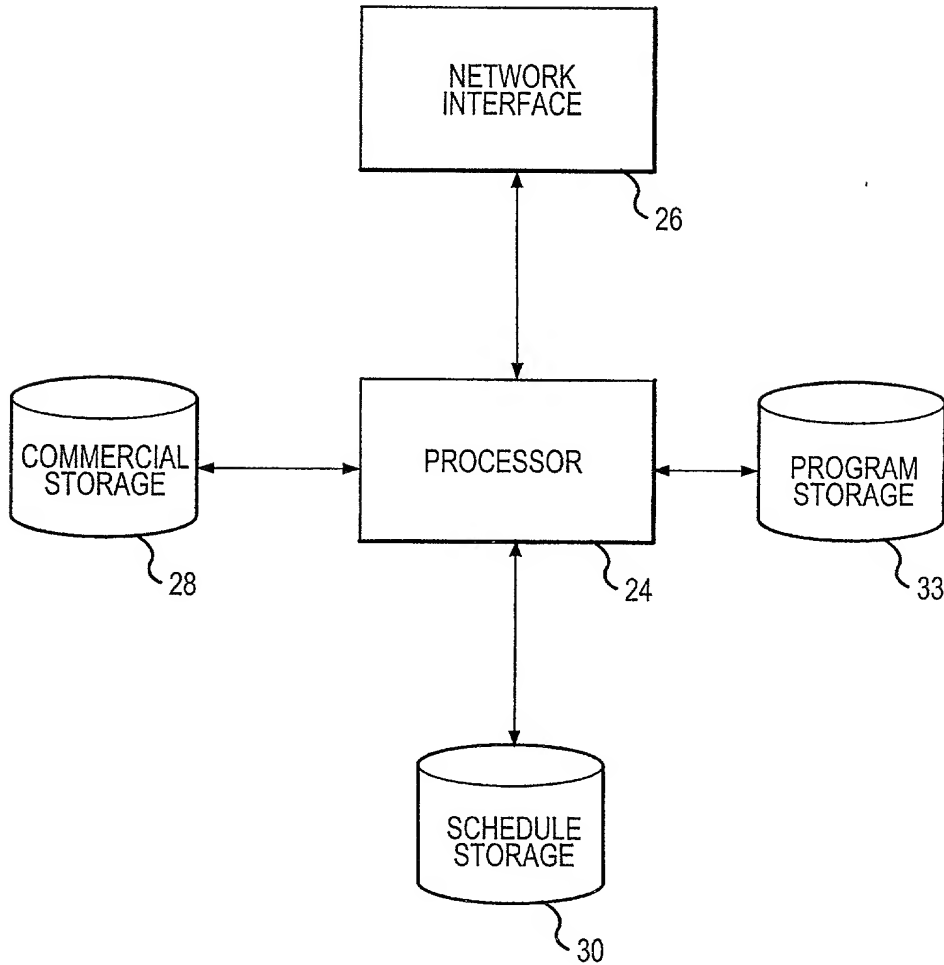 NETWORK
INTERFACE
26
COMMERCIAL
STORAGE
28
PROCESSOR
24
PROGRAM
STORAGE
33
SCHEDULE
STORAGE
30